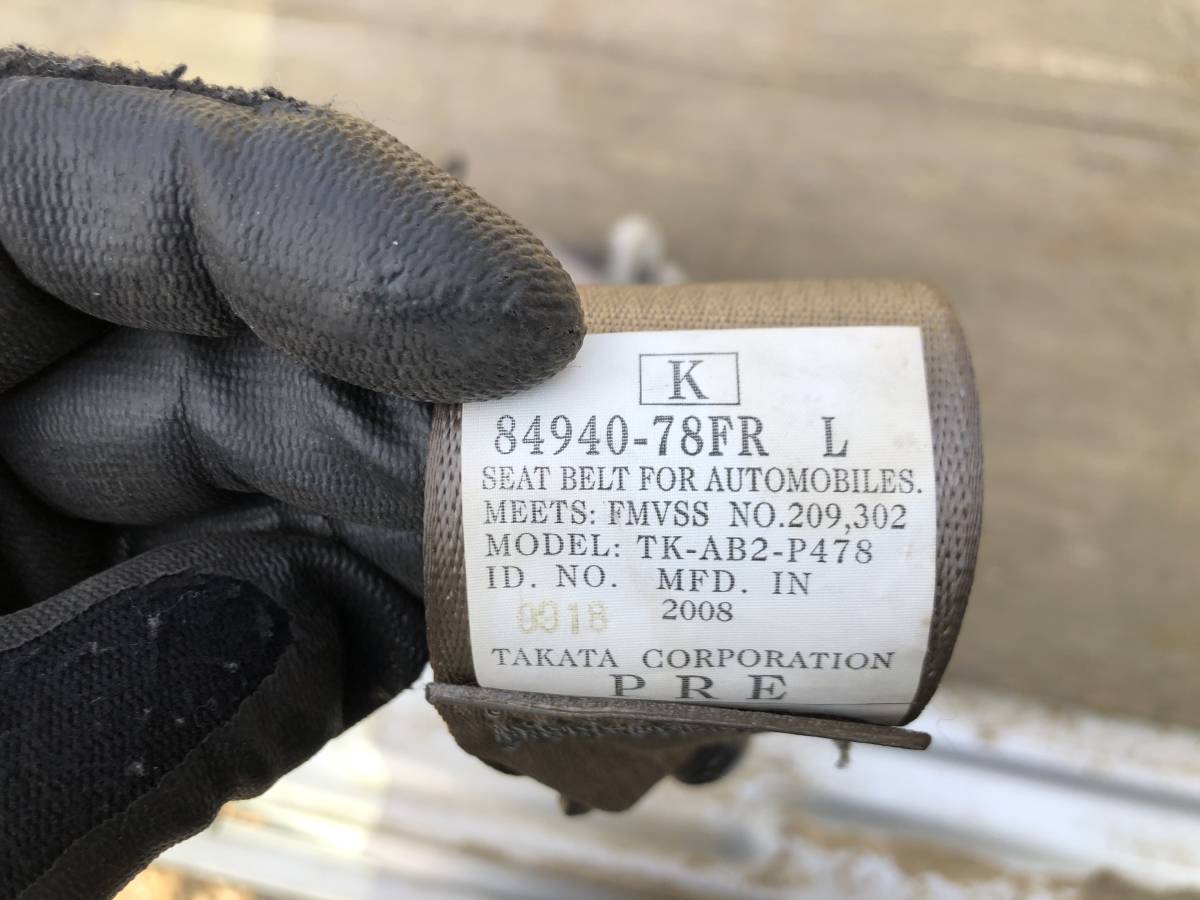 K
84940-78FR L
SEAT BELT FOR AUTOMOBILES.
MEETS: FMVSS NO.209,302
MODEL: TK-AB2-P478
ID. NO. MFD. IN
0018 2008
TAKATA CORPORATION
PRE